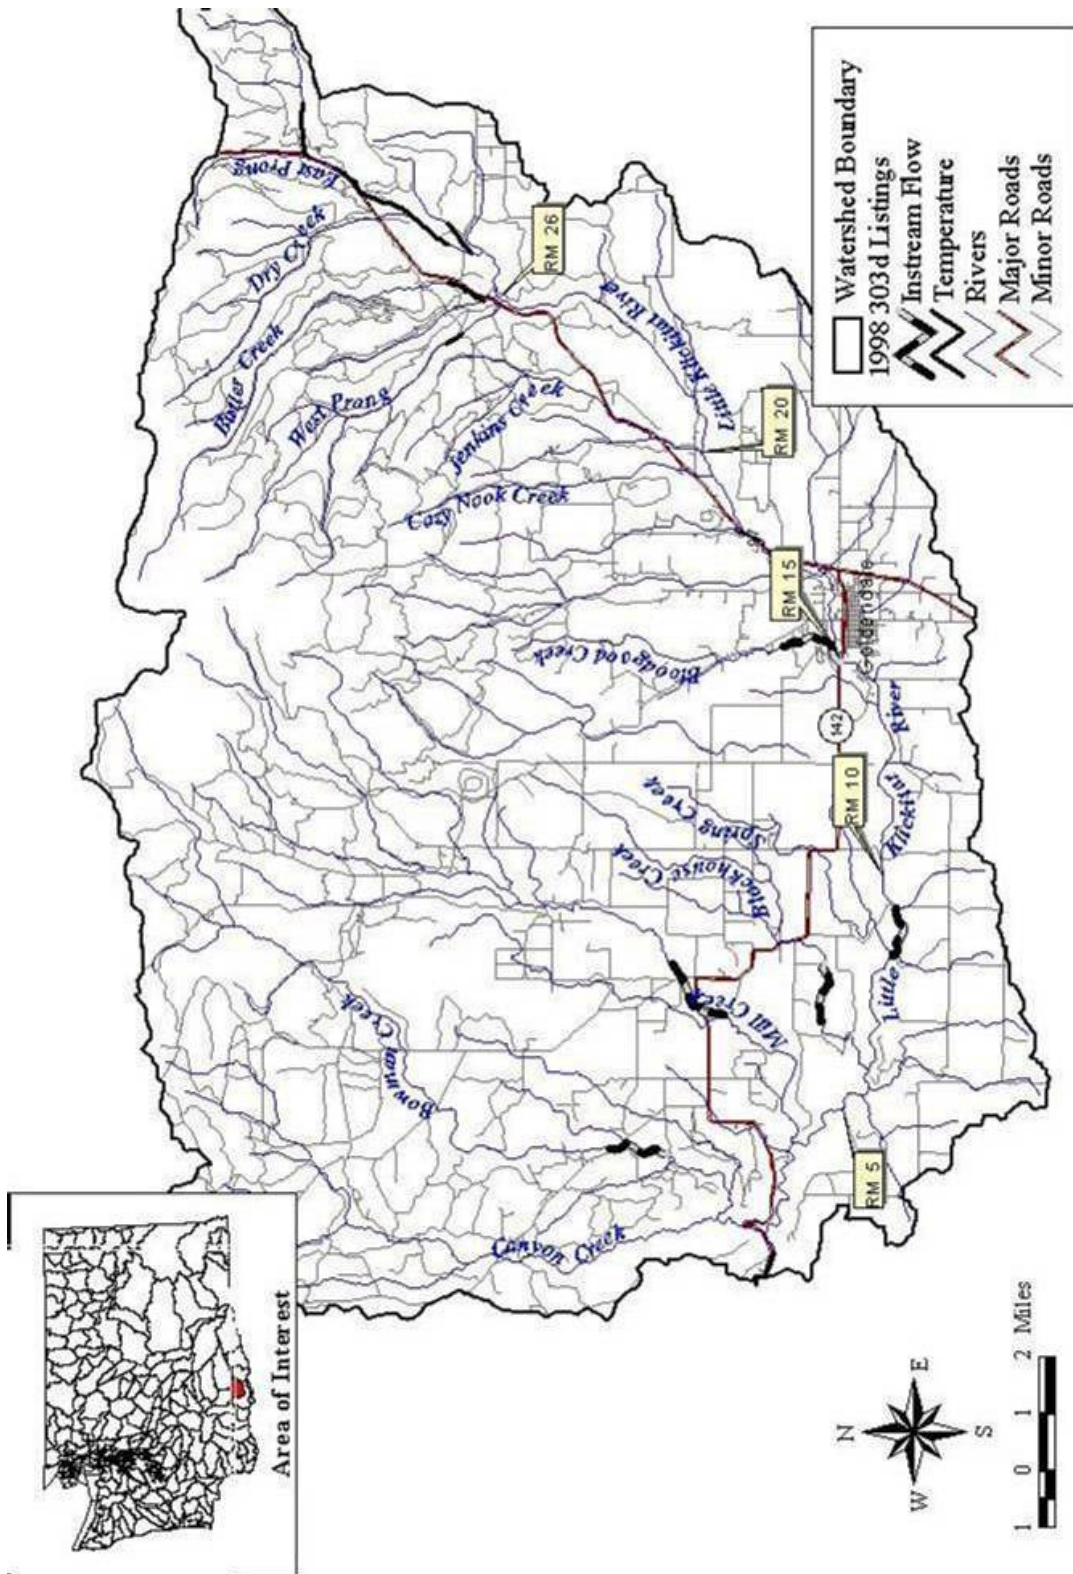 East Prong
Dry Creek
Butler Creek
West Prong
Jenkins Creek
Cozy Nook Creek
Bloodgood Creek
Spring Creek
Blockhouse Creek
Mill Creek
Bowman Creek
Canyon Creek
Little Klickitat River
Little Klickitat River
Goldendale
142
RM 26
RM 20
RM 15
RM 10
RM 5
Area of Interest
N
W
E
S
1 0 1 2 Miles
Watershed Boundary
1998 303d Listings
Instream Flow
Temperature
Rivers
Major Roads
Minor Roads